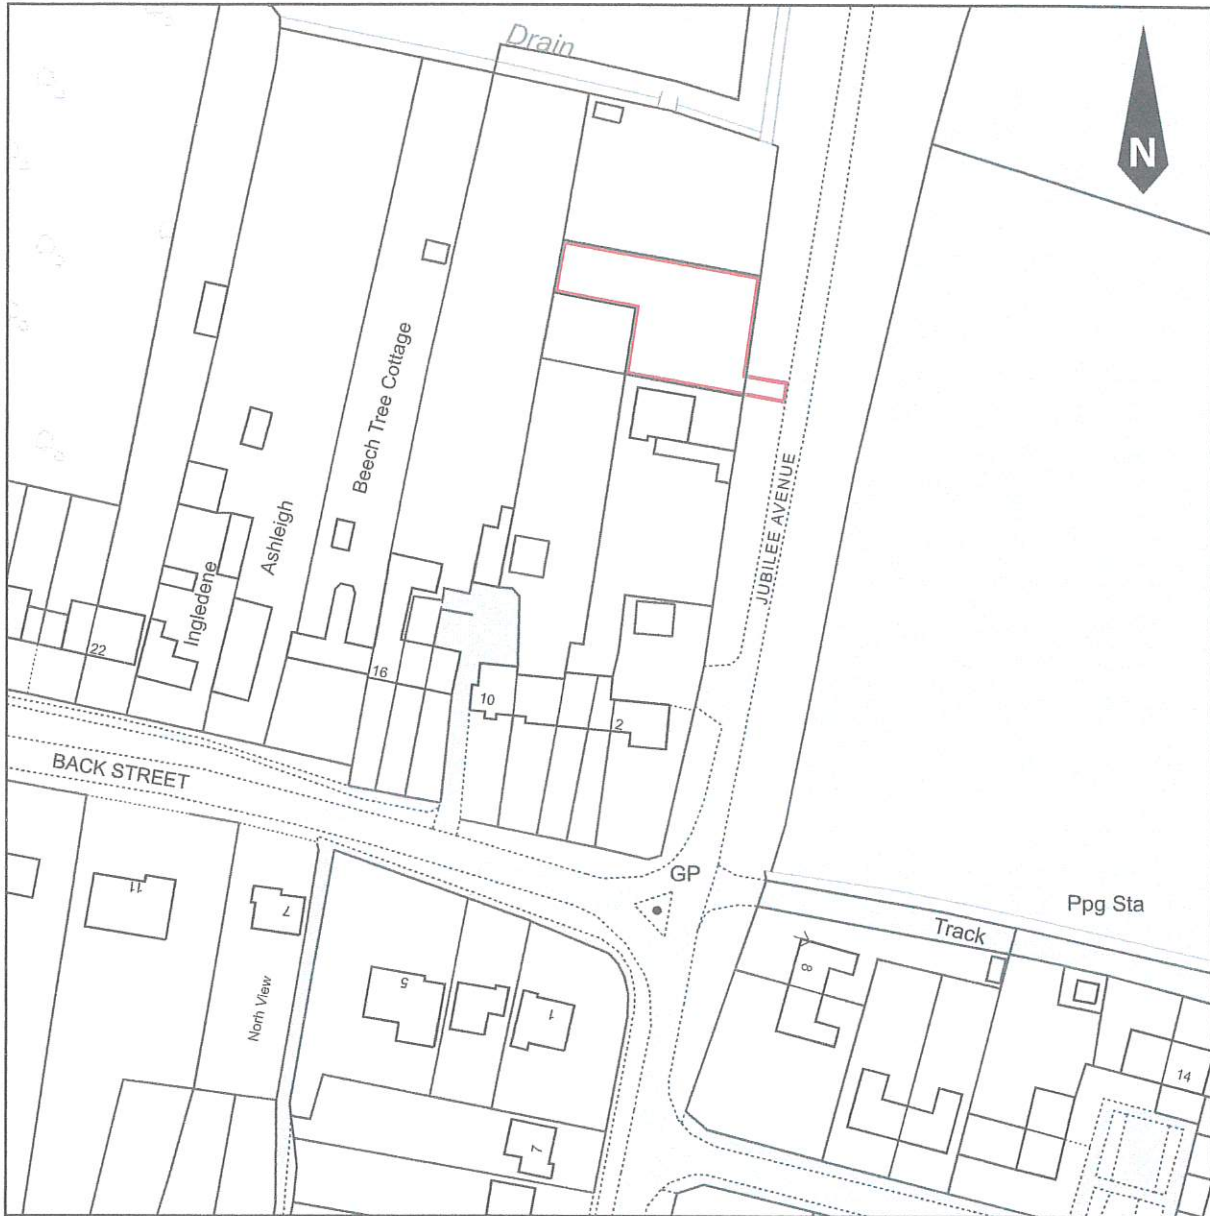 Drain
N
Beech Tree Cottage
JUBILEE AVENUE
Ashleigh
Ingledene
22
16
10
2
BACK STREET
GP
Ppg Sta
Track
11
7
8
5
1
Norh View
14
7